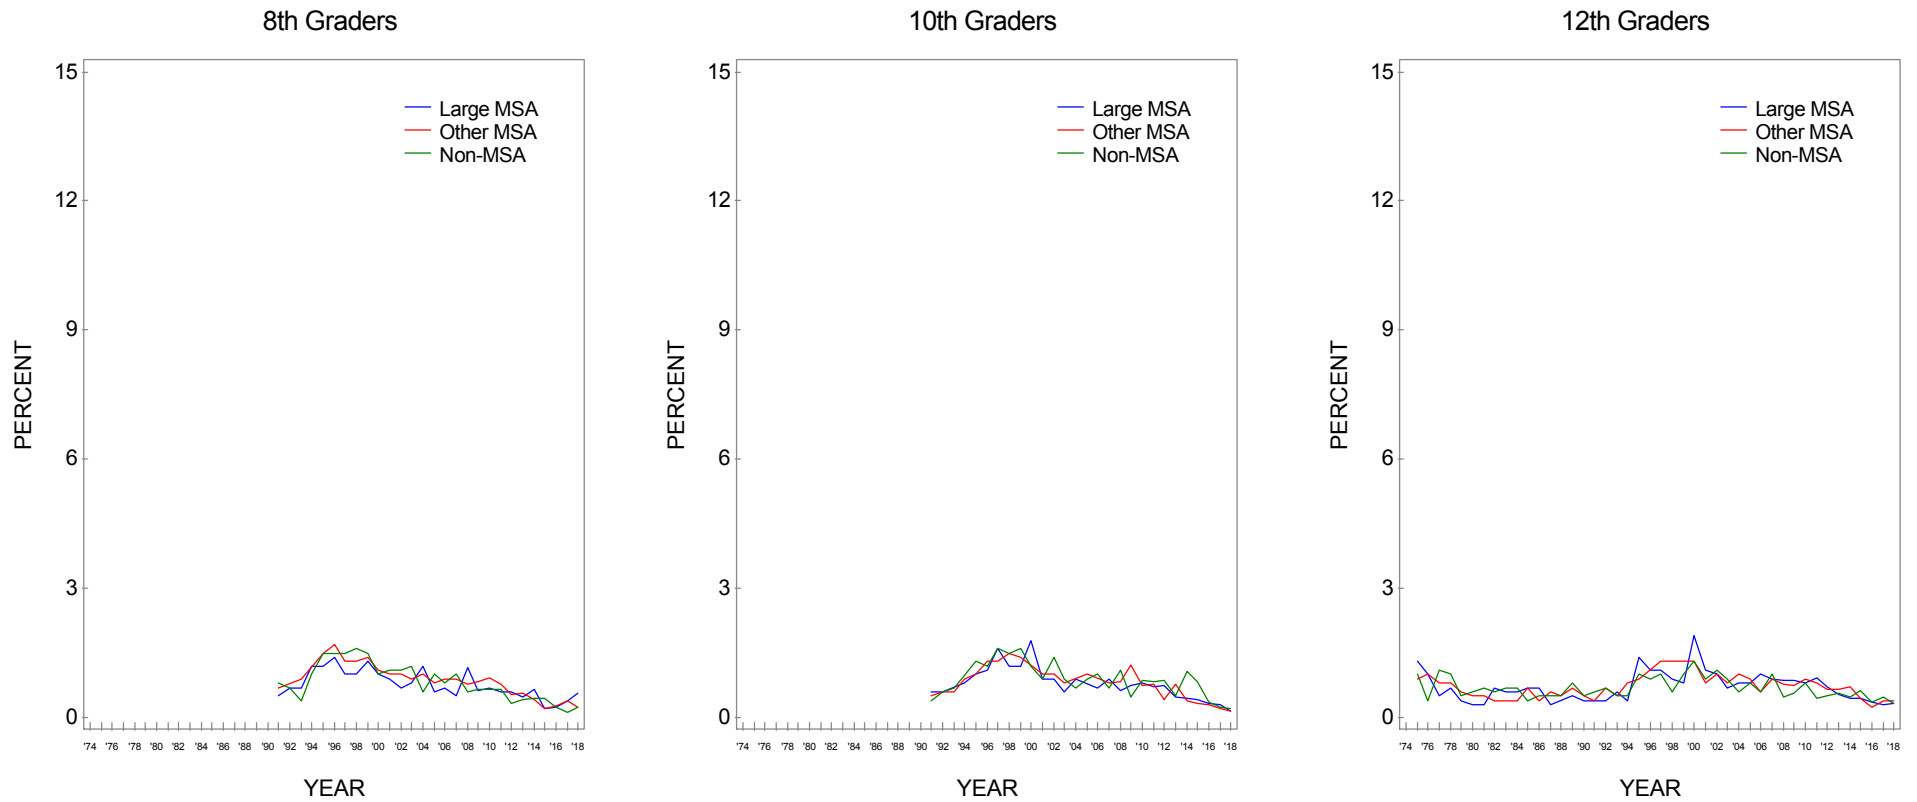 8th Graders
15
12
9
6
3
0
PERCENT
Large MSA
Other MSA
Non-MSA
'74 '76 '78 '80 '82 '84 '86 '88 '90 '92 '94 '96 '98 '00 '02 '04 '06 '08 '10 '12 '14 '16 '18
YEAR
10th Graders
15
12
9
6
3
0
PERCENT
Large MSA
Other MSA
Non-MSA
'74 '76 '78 '80 '82 '84 '86 '88 '90 '92 '94 '96 '98 '00 '02 '04 '06 '08 '10 '12 '14 '16 '18
YEAR
12th Graders
15
12
9
6
3
0
PERCENT
Large MSA
Other MSA
Non-MSA
'74 '76 '78 '80 '82 '84 '86 '88 '90 '92 '94 '96 '98 '00 '02 '04 '06 '08 '10 '12 '14 '16 '18
YEAR